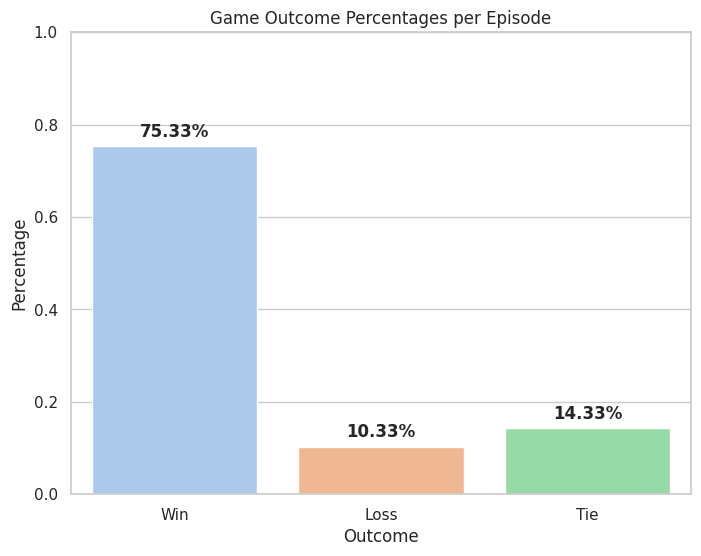 Game Outcome Percentages per Episode
1.0
0.8
0.6
0.4
0.2
0.0
Percentage
75.33%
10.33%
14.33%
Win
Loss
Tie
Outcome